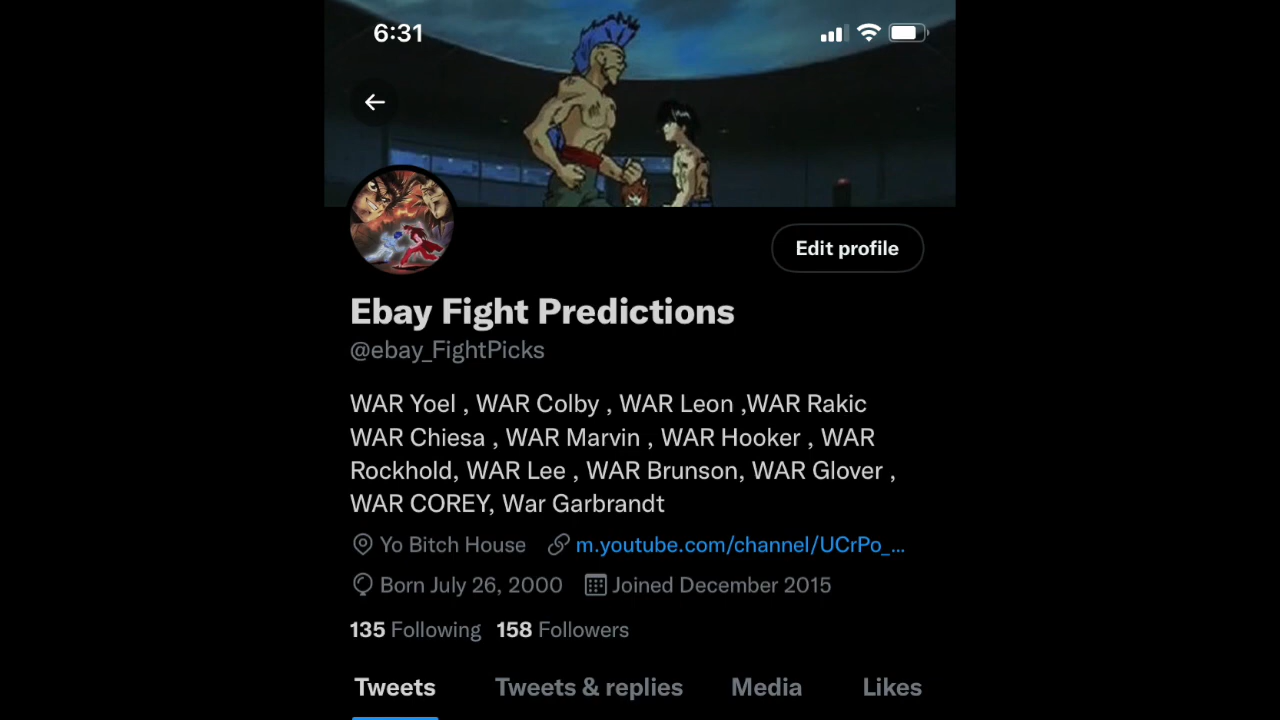 6:31
Edit profile
Ebay Fight Predictions
@ebay_FightPicks
WAR Yoel , WAR Colby , WAR Leon ,WAR Rakic
WAR Chiesa , WAR Marvin , WAR Hooker , WAR
Rockhold, WAR Lee , WAR Brunson, WAR Glover ,
WAR COREY, War Garbrandt
Yo Bitch House m.youtube.com/channel/UCrPo_...
Born July 26, 2000 Joined December 2015
135 Following 158 Followers
Tweets Tweets & replies Media Likes